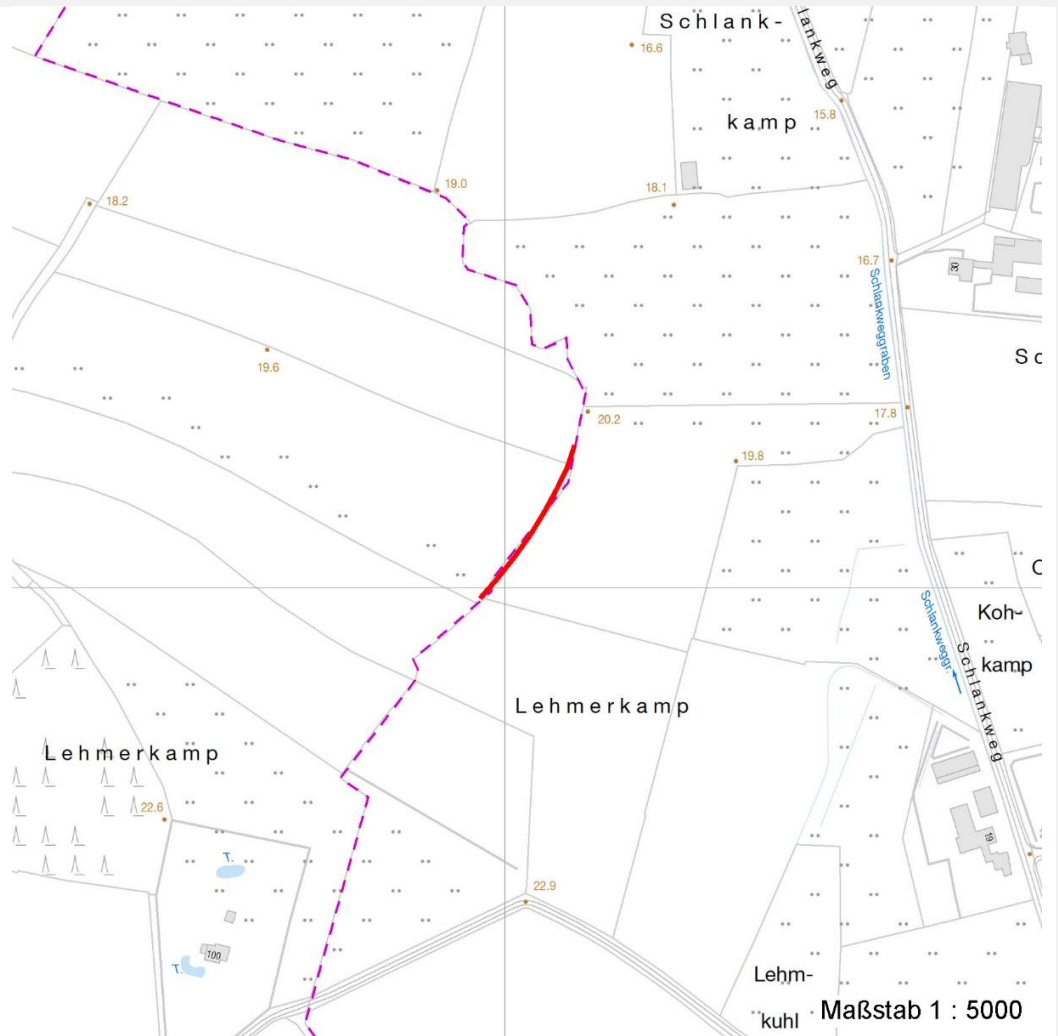 Schlank-
lankweg
16.6
15.8
kamp
19.0
18.1
18.2
16.7
30
Schlankweggraben
19.6
20.2
17.8
19.8
Schlankweggr.
Koh-
kamp
Schlankweg
Lehmerkamp
Lehmerkamp
22.6
19
T.
22.9
100
T.
Lehm-
kuhl
Maßstab 1 : 5000